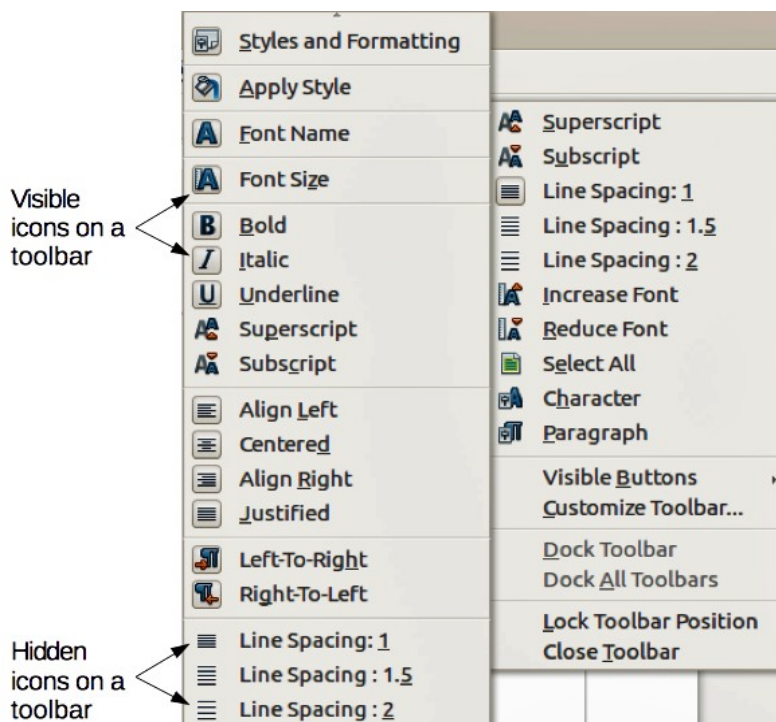 Visible
icons on a
toolbar
Hidden
icons on a
toolbar
Styles and Formatting
Apply Style
Font Name
Font Size
Bold
Italic
Underline
Superscript
Subscript
Align Left
Centered
Align Right
Justified
Left-To-Right
Right-To-Left
Line Spacing: 1
Line Spacing : 1.5
Line Spacing : 2
Superscript
Subscript
Line Spacing: 1
Line Spacing : 1.5
Line Spacing : 2
Increase Font
Reduce Font
Select All
Character
Paragraph
Visible Buttons
Customize Toolbar...
Dock Toolbar
Dock All Toolbars
Lock Toolbar Position
Close Toolbar